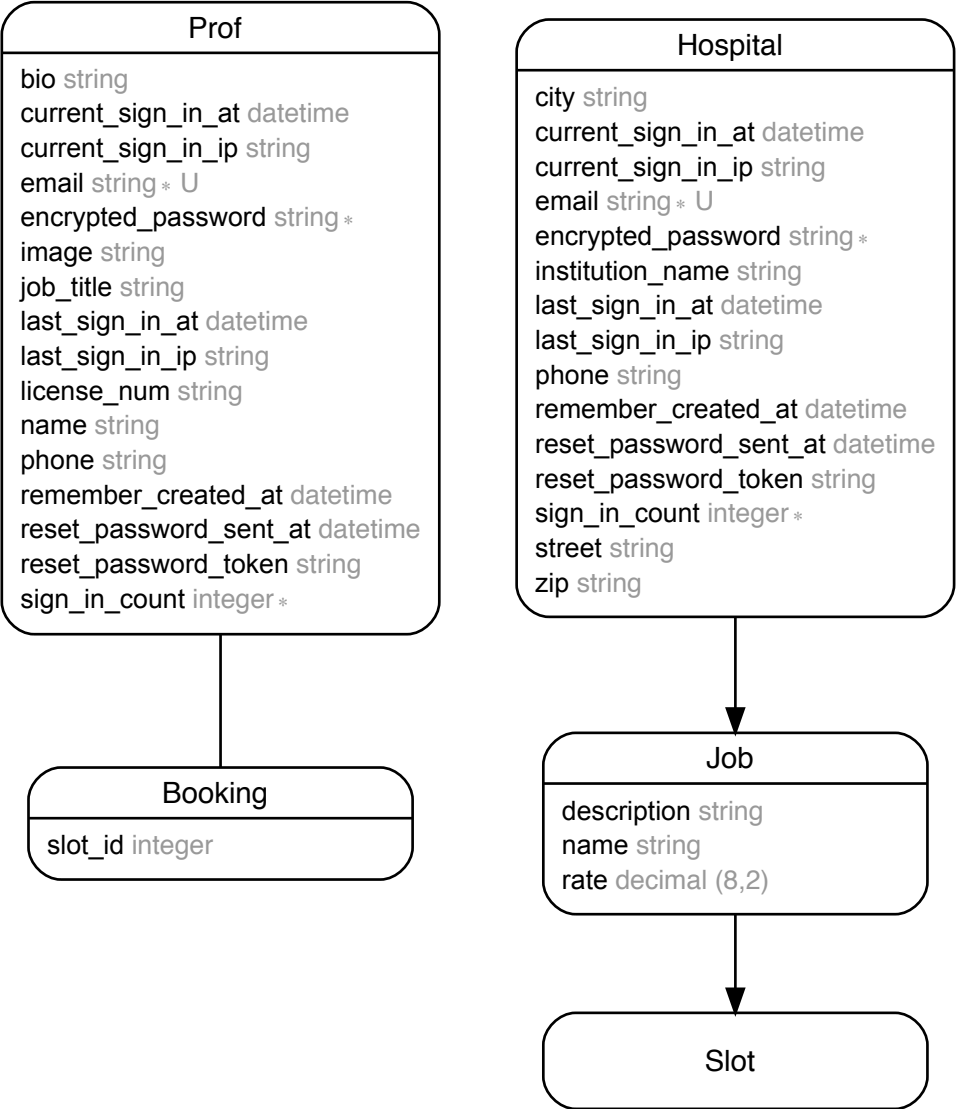 Prof
bio string
current_sign_in_at datetime
current_sign_in_ip string
email string ∗ U
encrypted_password string ∗
image string
job_title string
last_sign_in_at datetime
last_sign_in_ip string
license_num string
name string
phone string
remember_created_at datetime
reset_password_sent_at datetime
reset_password_token string
sign_in_count integer ∗
Booking
slot_id integer
Hospital
city string
current_sign_in_at datetime
current_sign_in_ip string
email string ∗ U
encrypted_password string ∗
institution_name string
last_sign_in_at datetime
last_sign_in_ip string
phone string
remember_created_at datetime
reset_password_sent_at datetime
reset_password_token string
sign_in_count integer ∗
street string
zip string
Job
description string
name string
rate decimal (8,2)
Slot